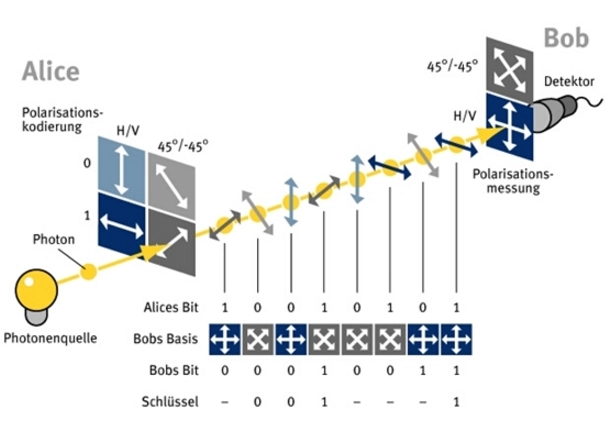 Alice
Bob
Polarisations-
kodierung
H/V
45°/-45°
0
1
45°/-45°
H/V
Detektor
Polarisations-
messung
Photon
Photonenquelle
Alices Bit 1 0 0 1 0 1 0 1
Bobs Basis
Bobs Bit 0 0 0 1 0 0 1 1
Schlüssel – 0 0 1 – – – 1